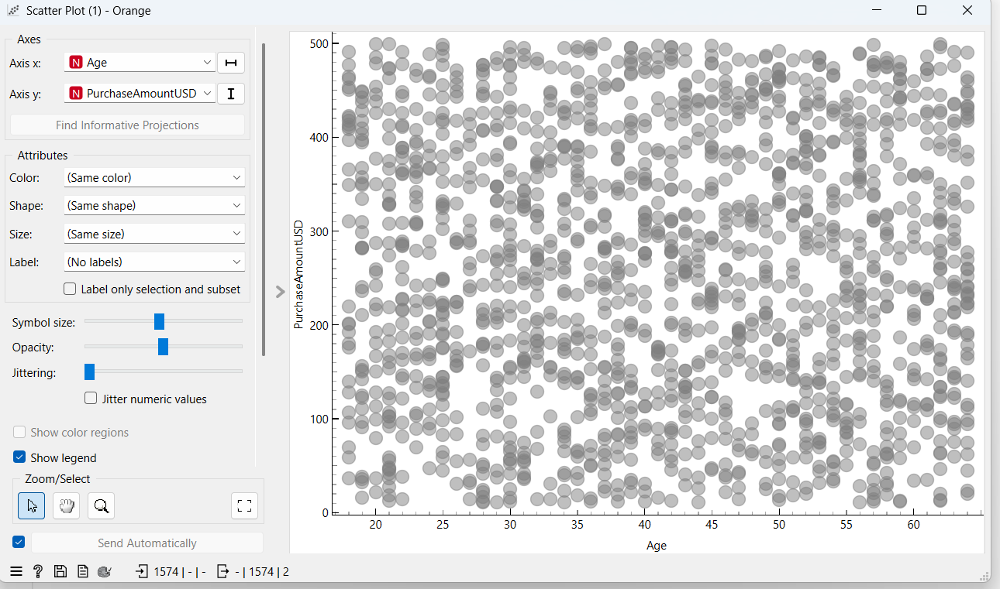 Scatter Plot (1) - Orange
Axes
Axis x: N Age
Axis y: N PurchaseAmountUSD
Find Informative Projections
Attributes
Color: (Same color)
Shape: (Same shape)
Size: (Same size)
Label: (No labels)
Label only selection and subset
Symbol size:
Opacity:
Jittering:
Jitter numeric values
Show color regions
Show legend
Zoom/Select
Send Automatically
1574 | - | - - | 1574 | 2
PurchaseAmountUSD
500
400
300
200
100
0
20 25 30 35 40 45 50 55 60
Age